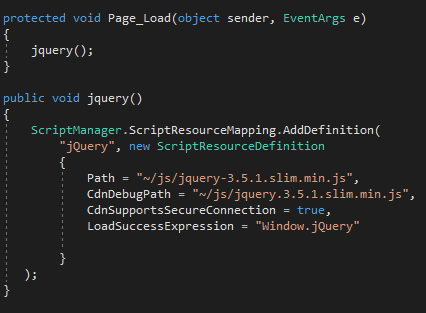 protected void Page_Load(object sender, EventArgs e)
{
jquery();
}
public void jquery()
{
ScriptManager.ScriptResourceMapping.AddDefinition(
"jQuery", new ScriptResourceDefinition
{
Path = "~/js/jquery-3.5.1.slim.min.js",
CdnDebugPath = "~/js/jquery.3.5.1.slim.min.js",
CdnSupportsSecureConnection = true,
LoadSuccessExpression = "Window.jQuery"
}
);
}